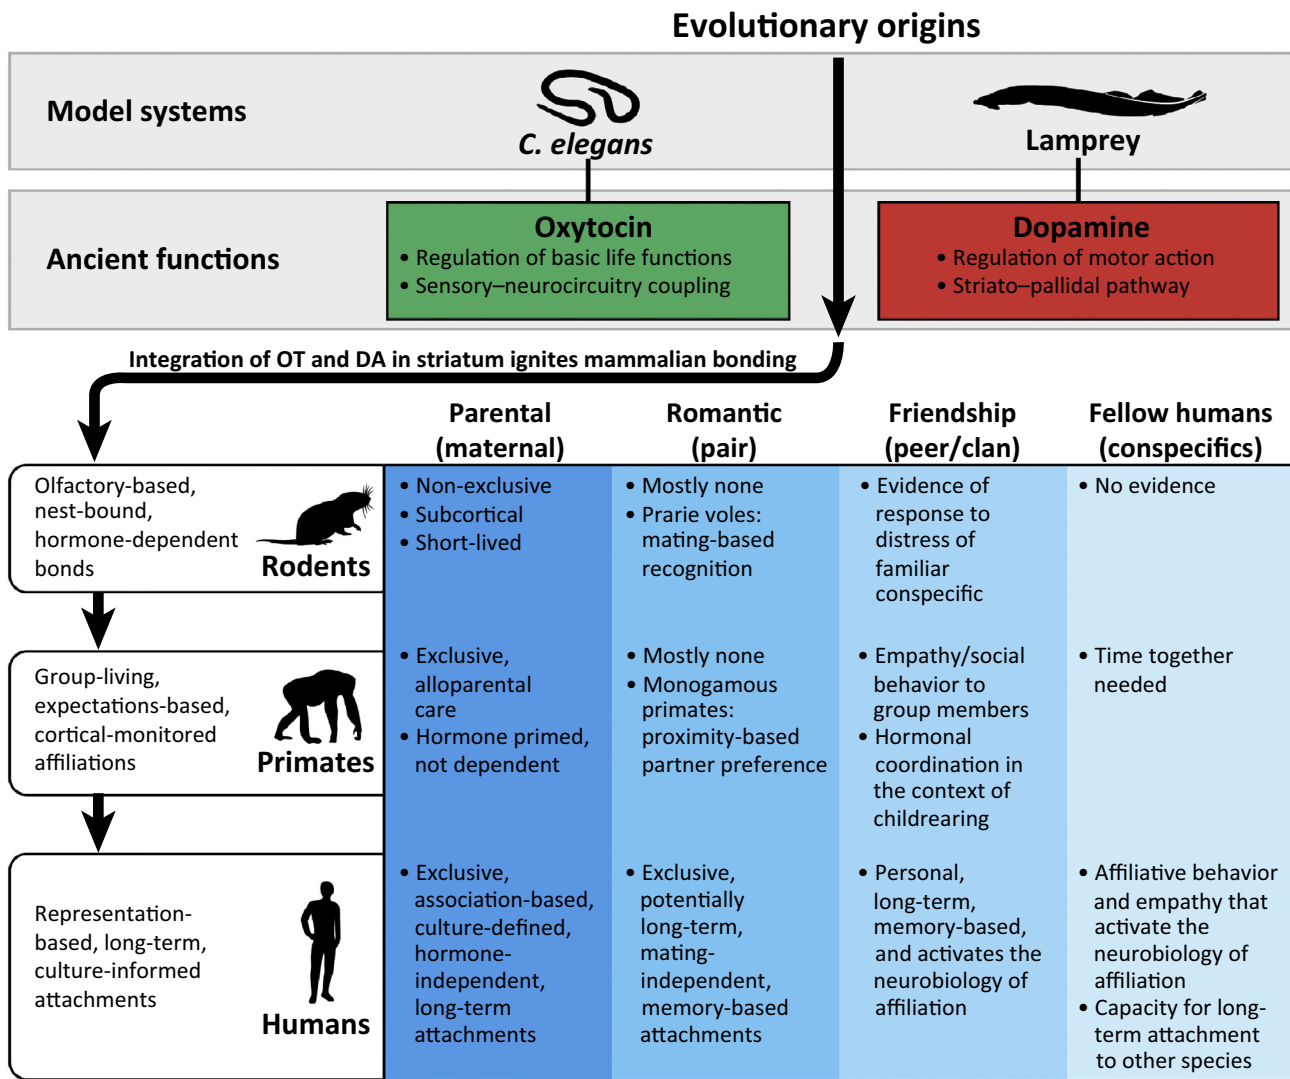 Evolutionary origins
Model systems
C. elegans
Lamprey
Ancient functions
Oxytocin
• Regulation of basic life functions
• Sensory–neurocircuitry coupling
Dopamine
• Regulation of motor action
• Striato–pallidal pathway
Integration of OT and DA in striatum ignites mammalian bonding
Parental
(maternal)
Romantic
(pair)
Friendship
(peer/clan)
Fellow humans
(conspecifics)
Olfactory-based,
nest-bound,
hormone-dependent
bonds
Rodents
• Non-exclusive
• Subcortical
• Short-lived
• Mostly none
• Prarie voles:
mating-based
recognition
• Evidence of
response to
distress of
familiar
conspecific
• No evidence
Group-living,
expectations-based,
cortical-monitored
affiliations
Primates
• Exclusive,
alloparental
care
• Hormone primed,
not dependent
• Mostly none
• Monogamous
primates:
proximity-based
partner preference
• Empathy/social
behavior to
group members
• Hormonal
coordination in
the context of
childrearing
• Time together
needed
Representation-
based, long-term,
culture-informed
attachments
Humans
• Exclusive,
association-based,
culture-defined,
hormone-
independent,
long-term
attachments
• Exclusive,
potentially
long-term,
mating-
independent,
memory-based
attachments
• Personal,
long-term,
memory-based,
and activates the
neurobiology of
affiliation
• Affiliative behavior
and empathy that
activate the
neurobiology of
affiliation
• Capacity for long-
term attachment
to other species